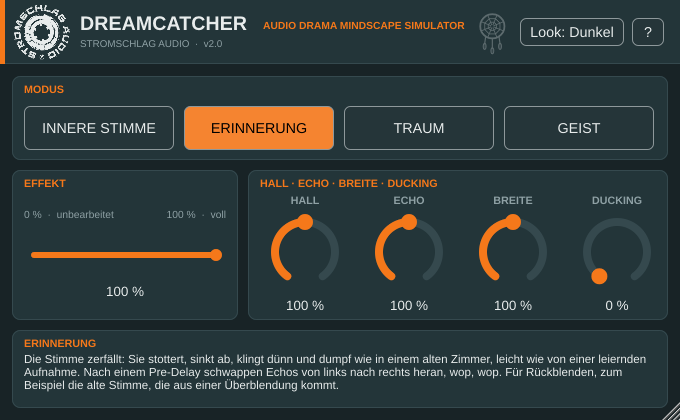 STROMSCHLAG AUDIO
DREAMCATCHER
STROMSCHLAG AUDIO · v2.0
AUDIO DRAMA MINDSCAPE SIMULATOR
Look: Dunkel
?
MODUS
INNERE STIMME
ERINNERUNG
TRAUM
GEIST
EFFEKT
0 % · unbearbeitet
100 % · voll
100 %
HALL · ECHO · BREITE · DUCKING
HALL
ECHO
BREITE
DUCKING
100 %
100 %
100 %
0 %
ERINNERUNG
Die Stimme zerfällt: Sie stottert, sinkt ab, klingt dünn und dumpf wie in einem alten Zimmer, leicht wie von einer leiernden
Aufnahme. Nach einem Pre-Delay schwappen Echos von links nach rechts heran, wop, wop. Für Rückblenden, zum
Beispiel die alte Stimme, die aus einer Überblendung kommt.